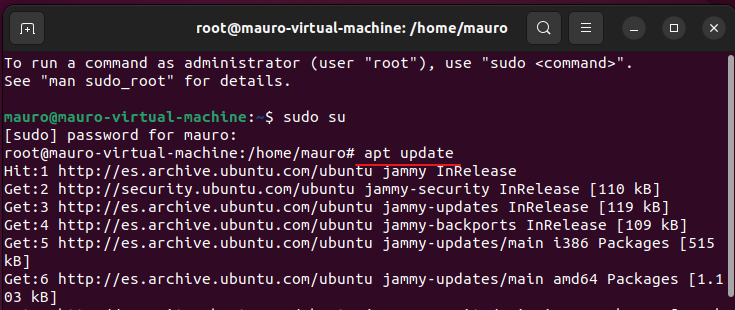 root@mauro-virtual-machine: /home/mauro
To run a command as administrator (user "root"), use "sudo <command>".
See "man sudo_root" for details.
mauro@mauro-virtual-machine:~$ sudo su
[sudo] password for mauro:
root@mauro-virtual-machine:/home/mauro# apt update
Hit:1 http://es.archive.ubuntu.com/ubuntu jammy InRelease
Get:2 http://security.ubuntu.com/ubuntu jammy-security InRelease [110 kB]
Get:3 http://es.archive.ubuntu.com/ubuntu jammy-updates InRelease [119 kB]
Get:4 http://es.archive.ubuntu.com/ubuntu jammy-backports InRelease [109 kB]
Get:5 http://es.archive.ubuntu.com/ubuntu jammy-updates/main i386 Packages [515
kB]
Get:6 http://es.archive.ubuntu.com/ubuntu jammy-updates/main amd64 Packages [1.1
03 kB]